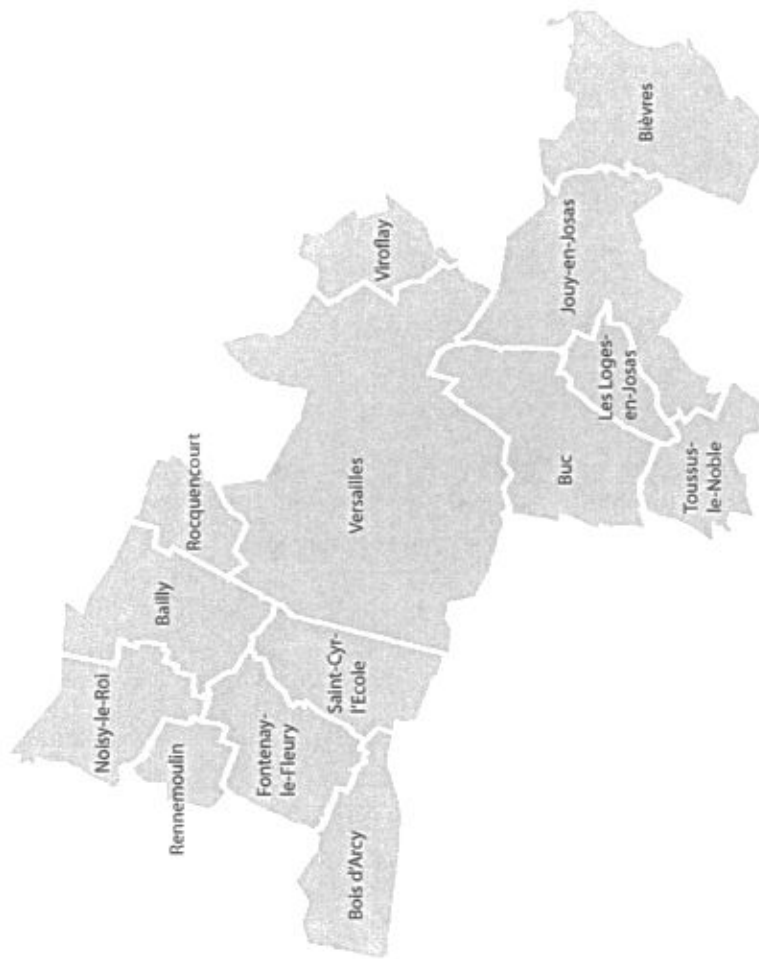 Noisy-le-Roi
Bailly
Rocquencourt
Rennemoulin
Fontenay-
le-Fleury
Saint-Cyr-
l'Ecole
Bois d'Arcy
Versailles
Viroflay
Buc
Les Loges-
en-Josas
Jouy-en-Josas
Toussus-
le-Noble
Bièvres